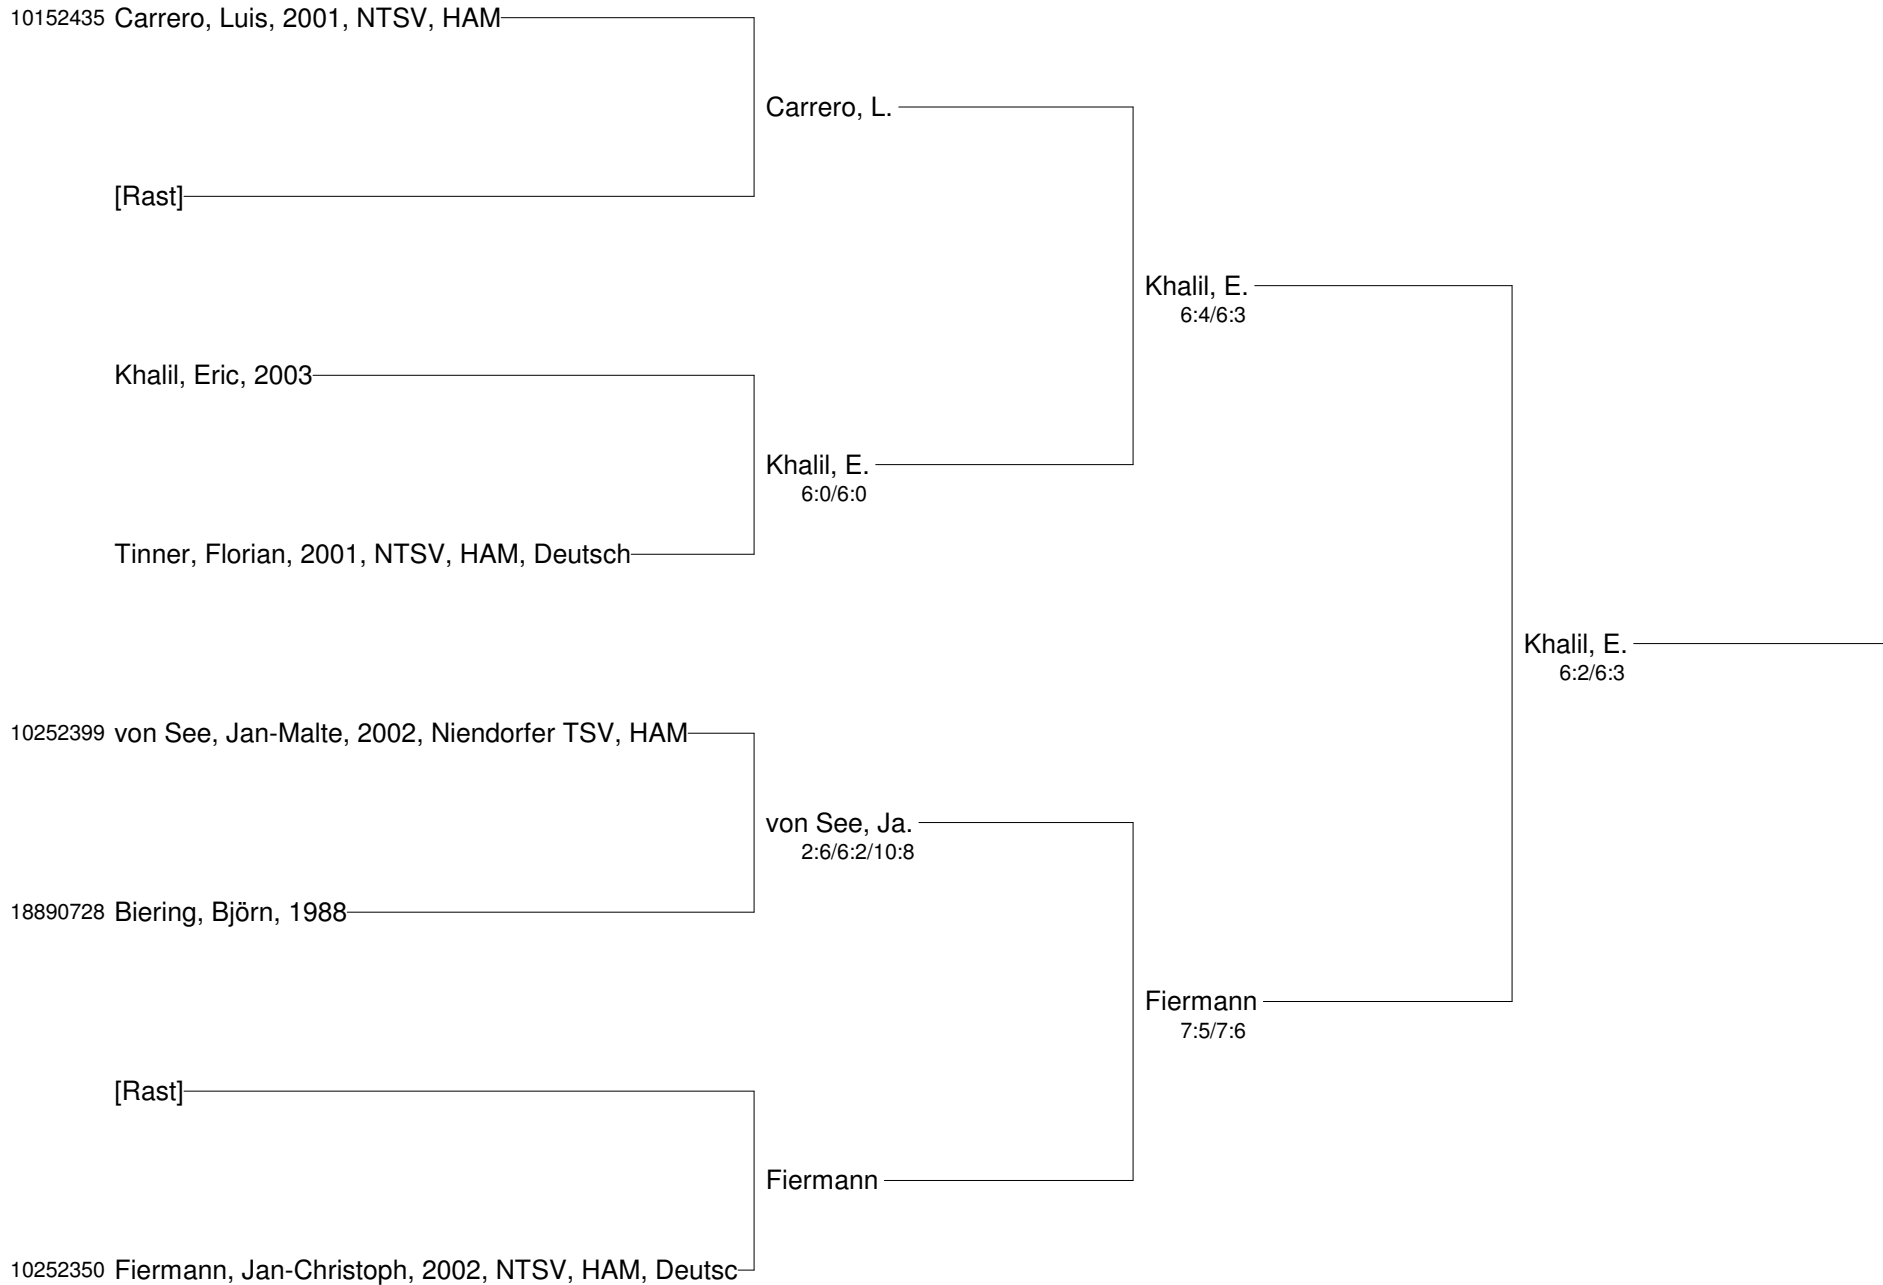 10152435 Carrero, Luis, 2001, NTSV, HAM
Carrero, L.
[Rast]
Khalil, E.
6:4/6:3
Khalil, Eric, 2003
Khalil, E.
6:0/6:0
Tinner, Florian, 2001, NTSV, HAM, Deutsch
Khalil, E.
6:2/6:3
10252399 von See, Jan-Malte, 2002, Niendorfer TSV, HAM
von See, Ja.
2:6/6:2/10:8
18890728 Biering, Björn, 1988
Fiermann
7:5/7:6
[Rast]
Fiermann
10252350 Fiermann, Jan-Christoph, 2002, NTSV, HAM, Deutsc